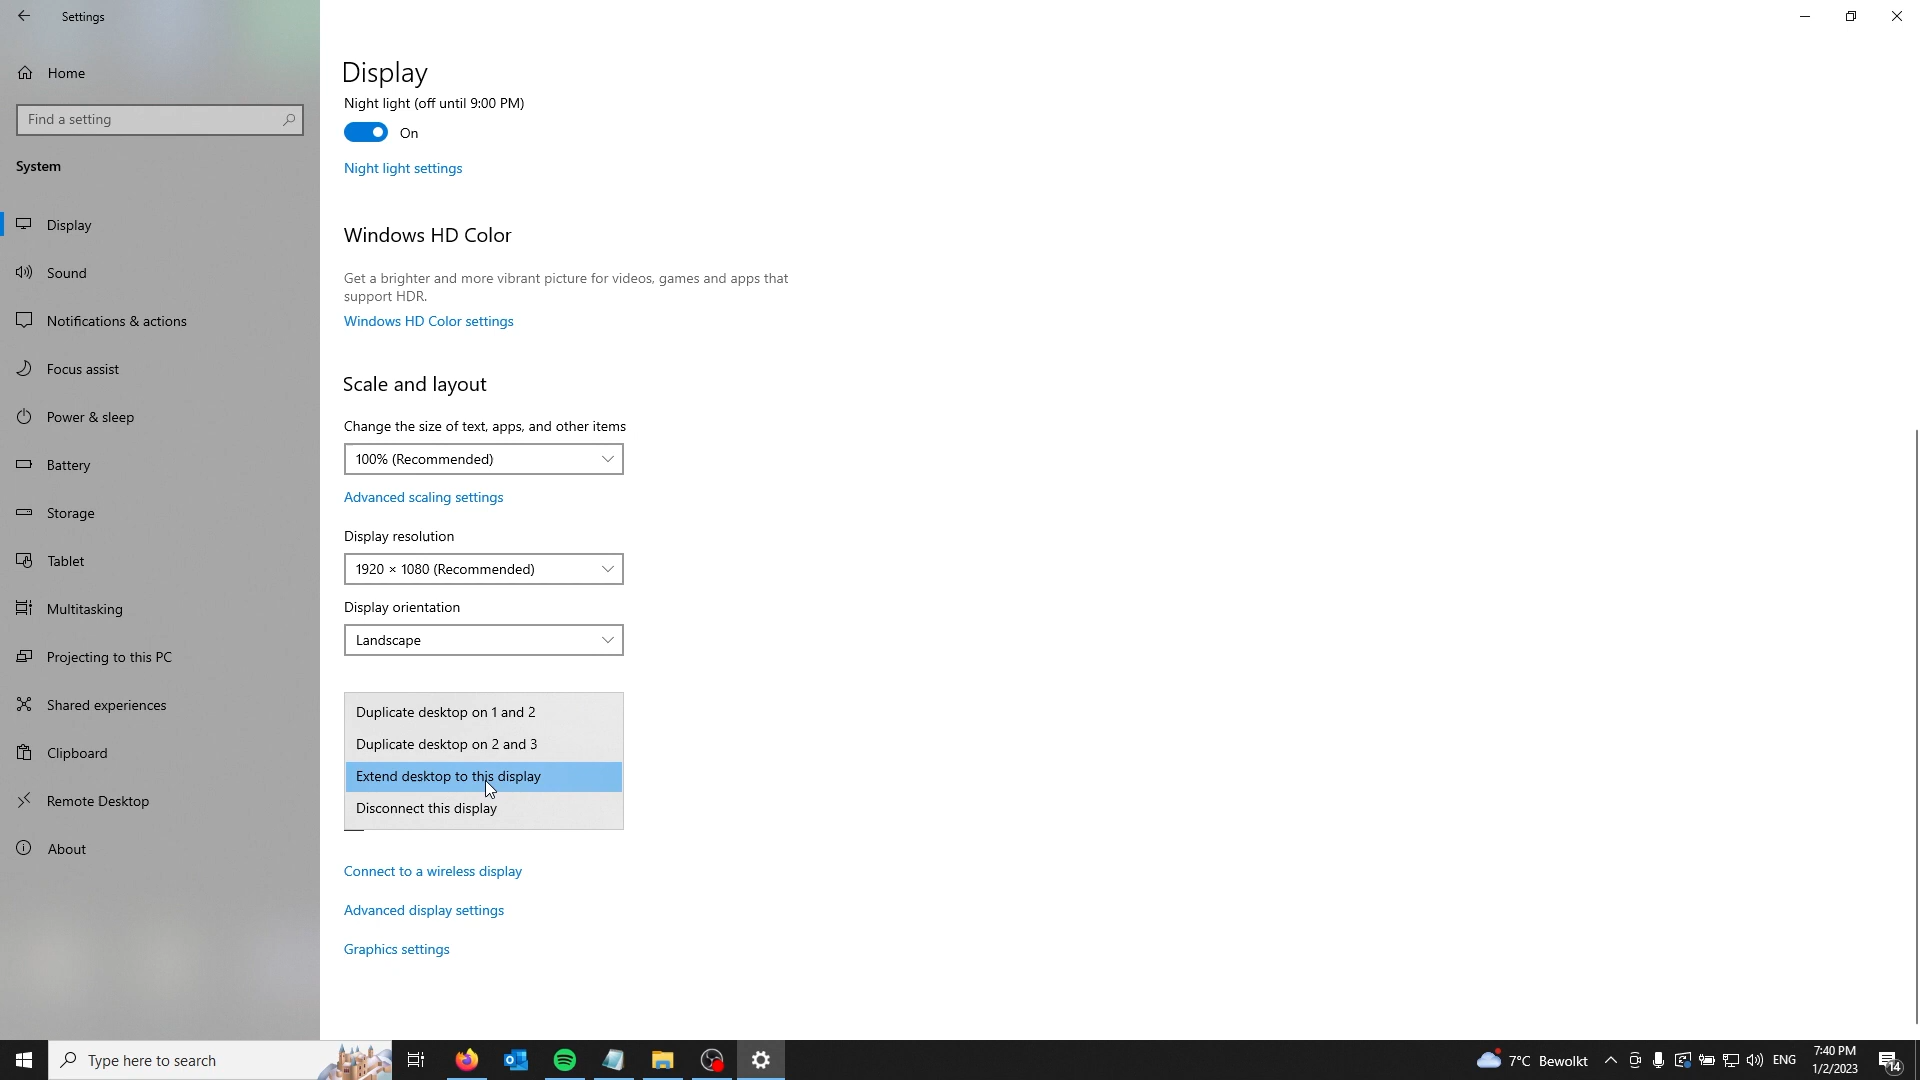 Settings
Home
Find a setting
System
Display
Sound
Notifications & actions
Focus assist
Power & sleep
Battery
Storage
Tablet
Multitasking
Projecting to this PC
Shared experiences
Clipboard
Remote Desktop
About
Display
Night light (off until 9:00 PM)
On
Night light settings
Windows HD Color
Get a brighter and more vibrant picture for videos, games and apps that
support HDR.
Windows HD Color settings
Scale and layout
Change the size of text, apps, and other items
100% (Recommended)
Advanced scaling settings
Display resolution
1920 × 1080 (Recommended)
Display orientation
Landscape
Duplicate desktop on 1 and 2
Duplicate desktop on 2 and 3
Extend desktop to this display
Disconnect this display
Connect to a wireless display
Advanced display settings
Graphics settings
Type here to search
7°C Bewolkt
ENG
7:40 PM
1/2/2023
14